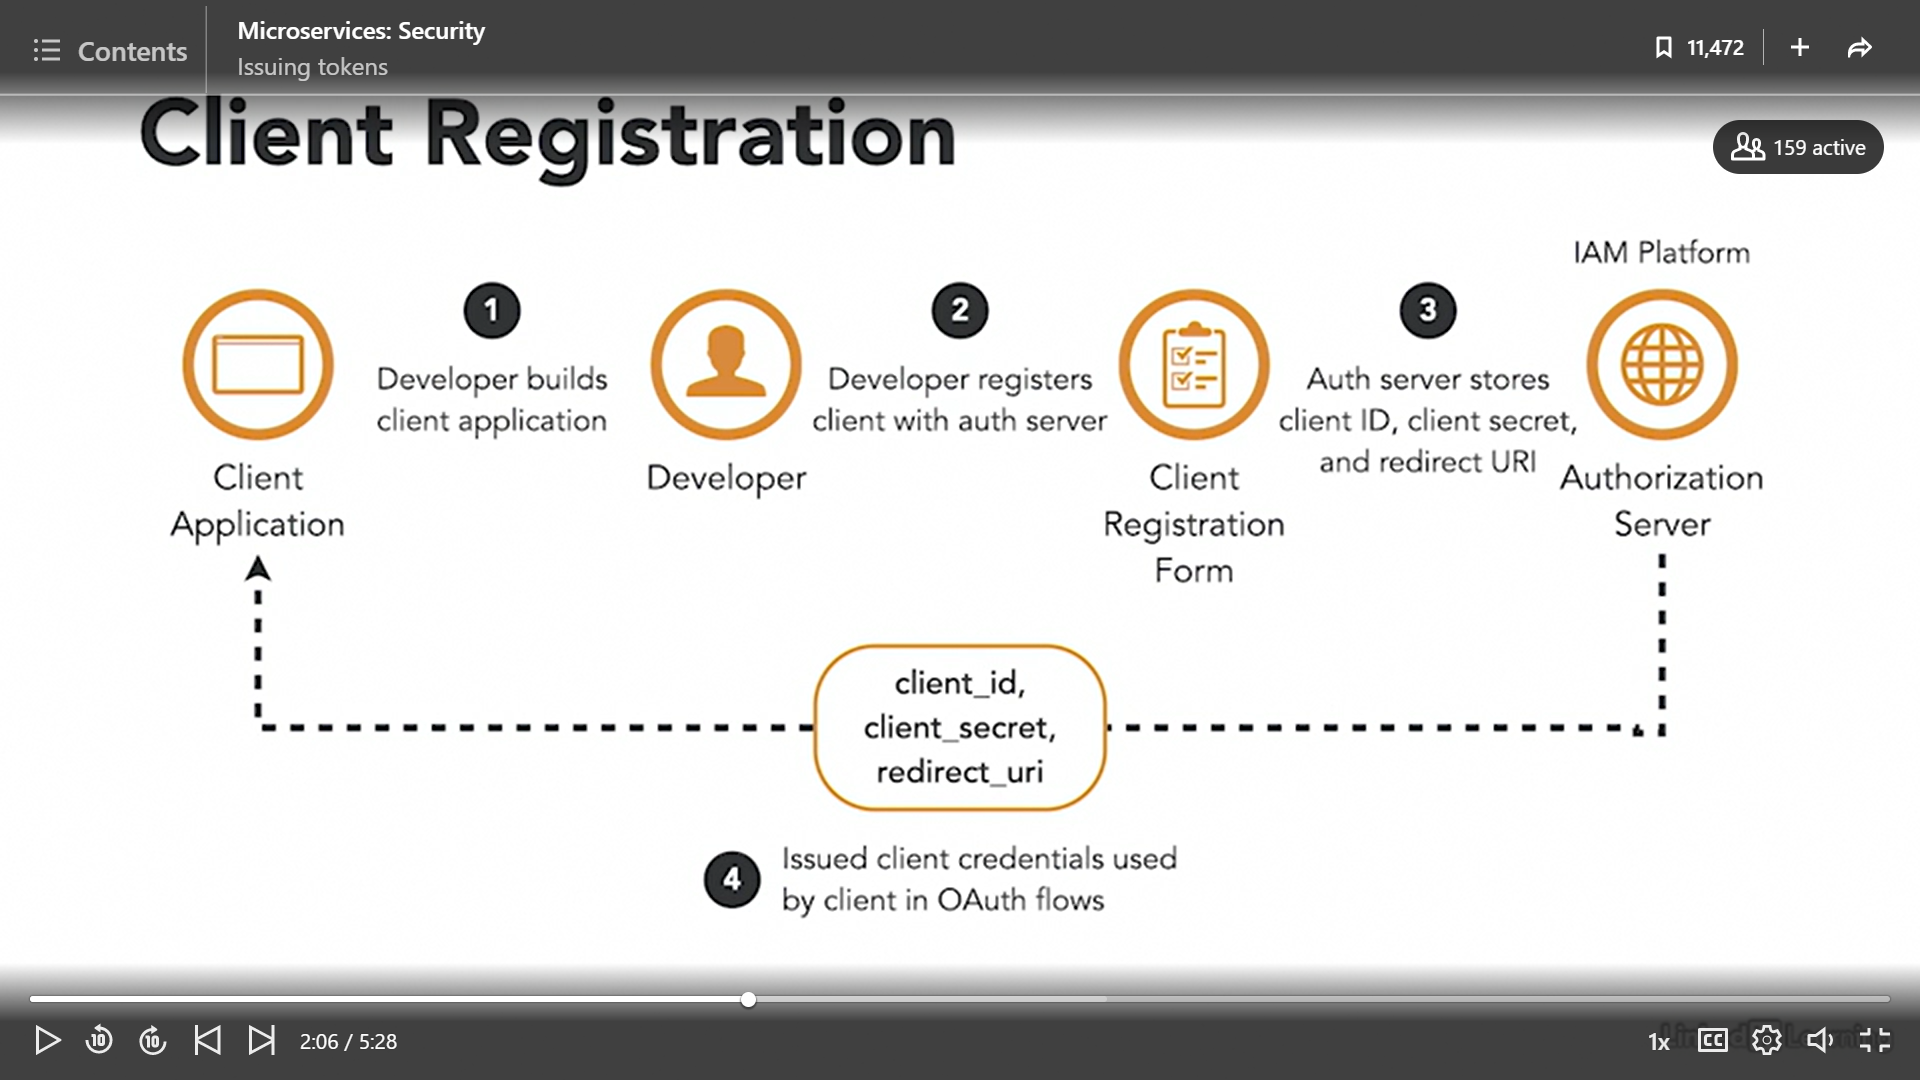 Contents
Microservices: Security
Issuing tokens
11,472
Client Registration
159 active
IAM Platform
1
2
3
Developer builds
client application
Developer registers
client with auth server
Auth server stores
client ID, client secret,
and redirect URI
Client
Application
Developer
Client
Registration
Form
Authorization
Server
client_id,
client_secret,
redirect_uri
4
Issued client credentials used
by client in OAuth flows
10
10
2:06 / 5:28
1x
CC